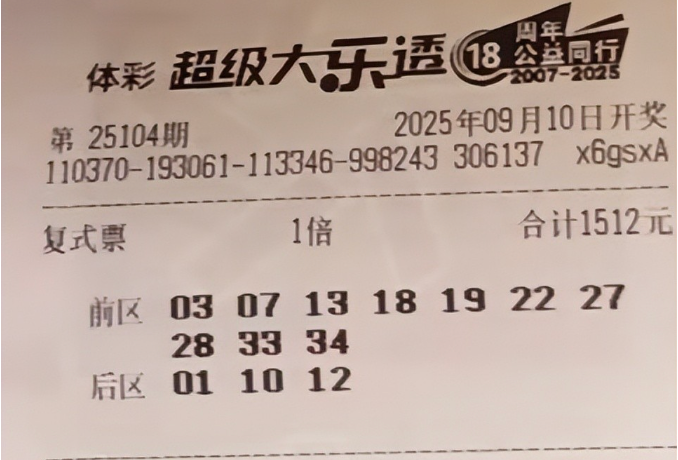 体彩 超级大乐透 18 周年 公益同行 2007-2025
第 25104期 2025年09月10日开奖
110370-193061-113346-998243 306137 x6gsxA
复式票 1倍 合计1512元
前区 03 07 13 18 19 22 27
28 33 34
后区 01 10 12